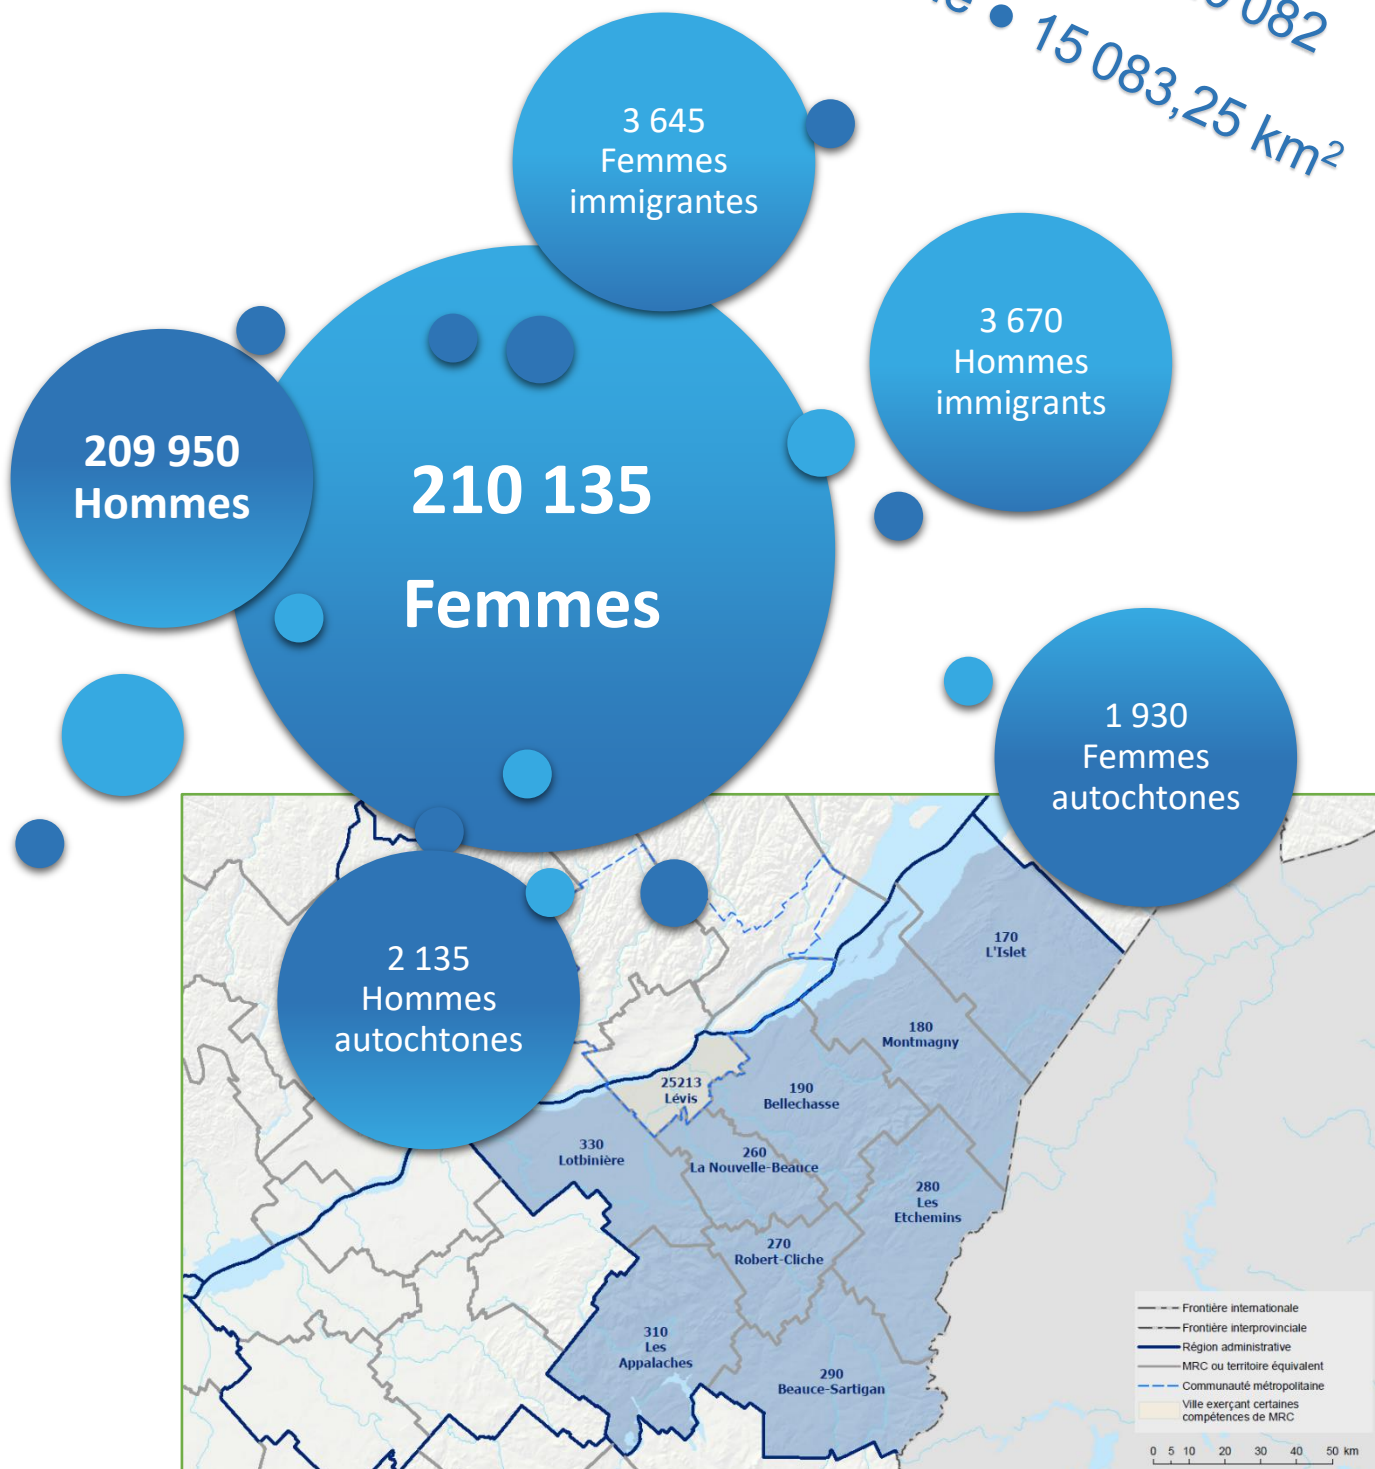 082
• 15 083,25 km²
3 645
Femmes
immigrantes
3 670
Hommes
immigrants
209 950
Hommes
210 135
Femmes
1 930
Femmes
autochtones
2 135
Hommes
autochtones
170
L'Islet
180
Montmagny
25213
Lévis
190
Bellechasse
330
Lotbinière
260
La Nouvelle-Beauce
280
Les
Etchemins
270
Robert-Cliche
310
Les
Appalaches
290
Beauce-Sartigan
Frontière internationale
Frontière interprovinciale
Région administrative
MRC ou territoire équivalent
Communauté métropolitaine
Ville exerçant certaines
compétences de MRC
0 5 10 20 30 40 50 km